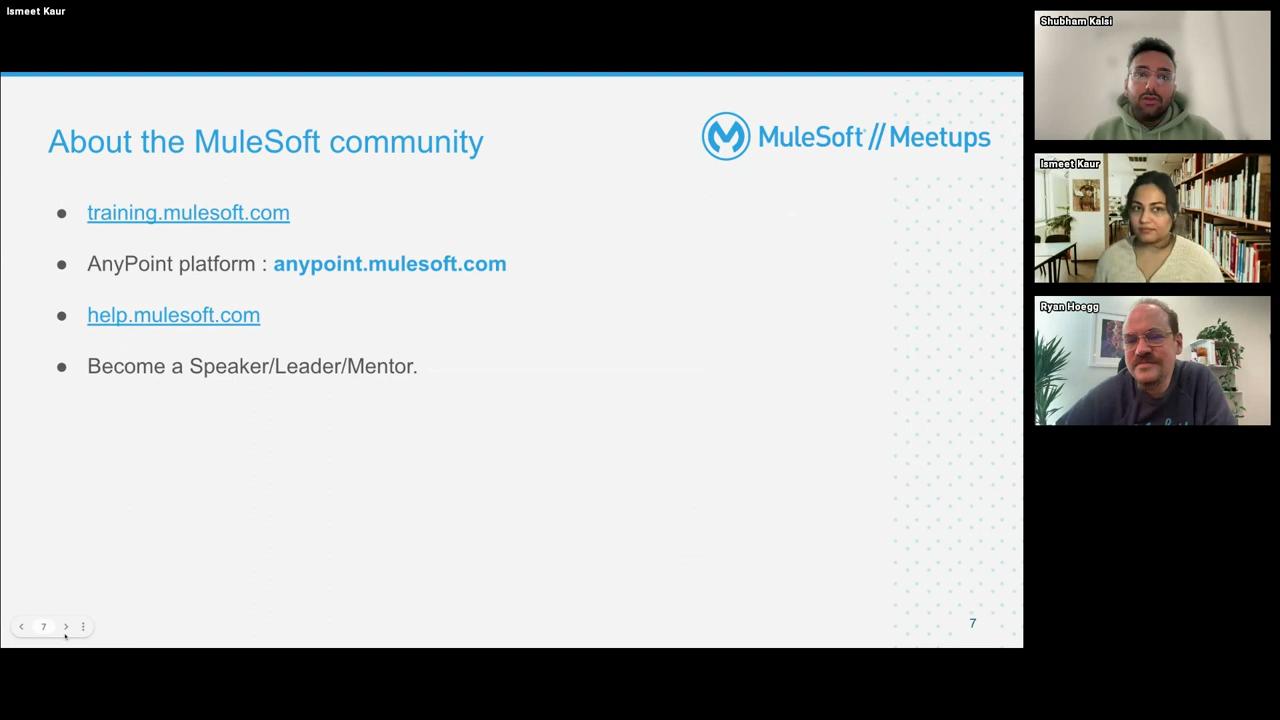 Ismeet Kaur
About the MuleSoft community
MuleSoft // Meetups
● training.mulesoft.com
● AnyPoint platform : anypoint.mulesoft.com
● help.mulesoft.com
● Become a Speaker/Leader/Mentor.
7
7
Shubham Kalsi
Ismeet Kaur
Ryan Hoegg